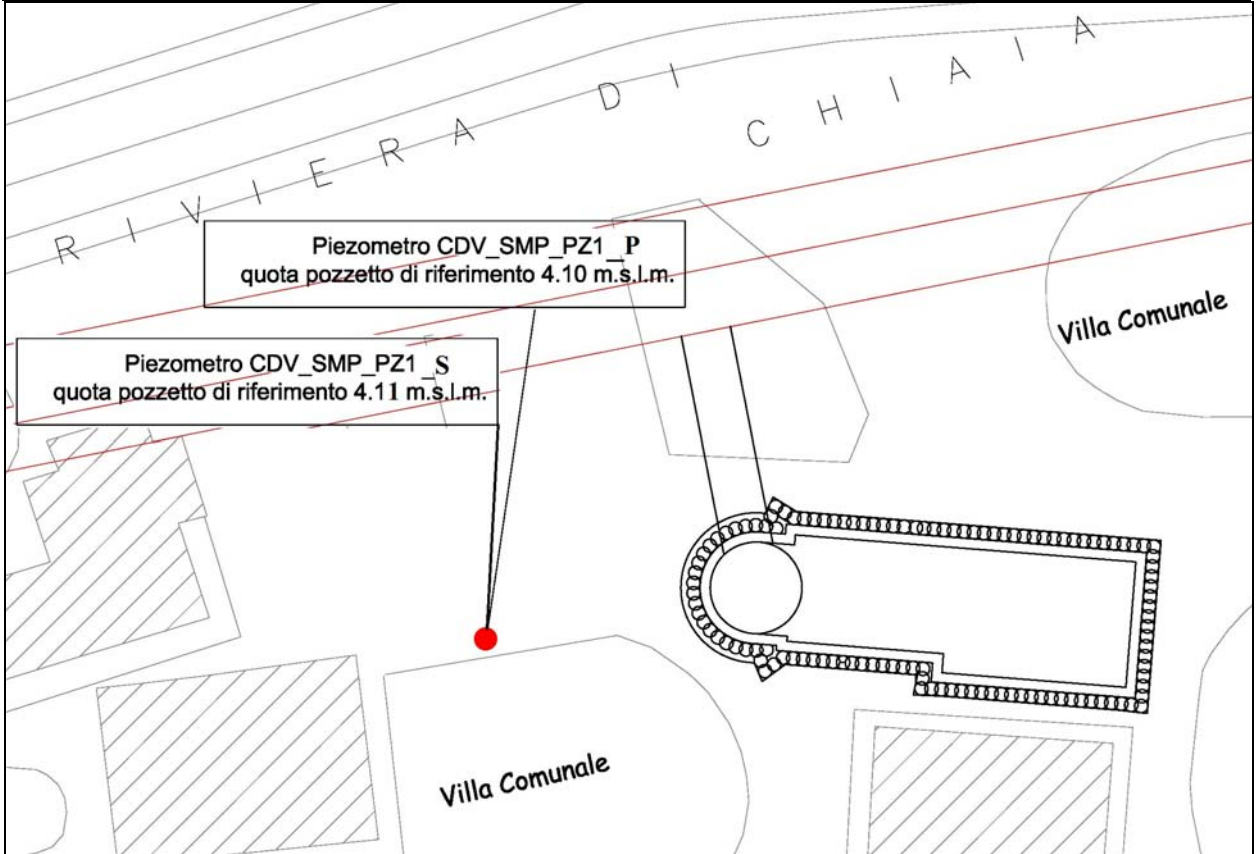 RIVIERA DI CHIAIA
Piezometro CDV_SMP_PZ1_P
quota pozzetto di riferimento 4.10 m.s.l.m.
Villa Comunale
Piezometro CDV_SMP_PZ1_S
quota pozzetto di riferimento 4.11 m.s.l.m.
Villa Comunale